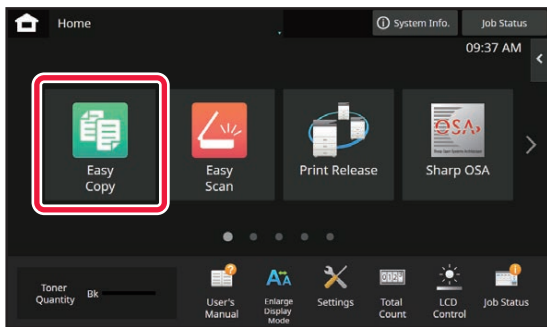 Home
System Info.
Job Status
09:37 AM
Easy
Copy
Easy
Scan
Print Release
OSA
Sharp OSA
Toner
Quantity
Bk
User's
Manual
AA
Enlarge
Display
Mode
Settings
Total
Count
LCD
Control
Job Status